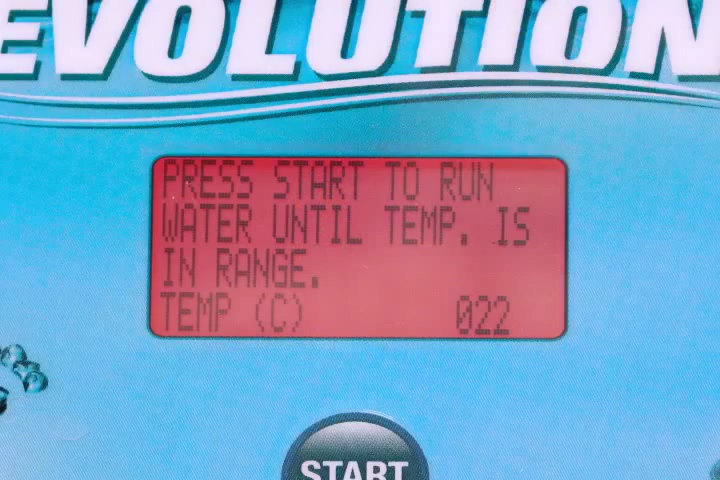 EVOLUTION
PRESS START TO RUN
WATER UNTIL TEMP. IS
IN RANGE.
TEMP (C) 022
START